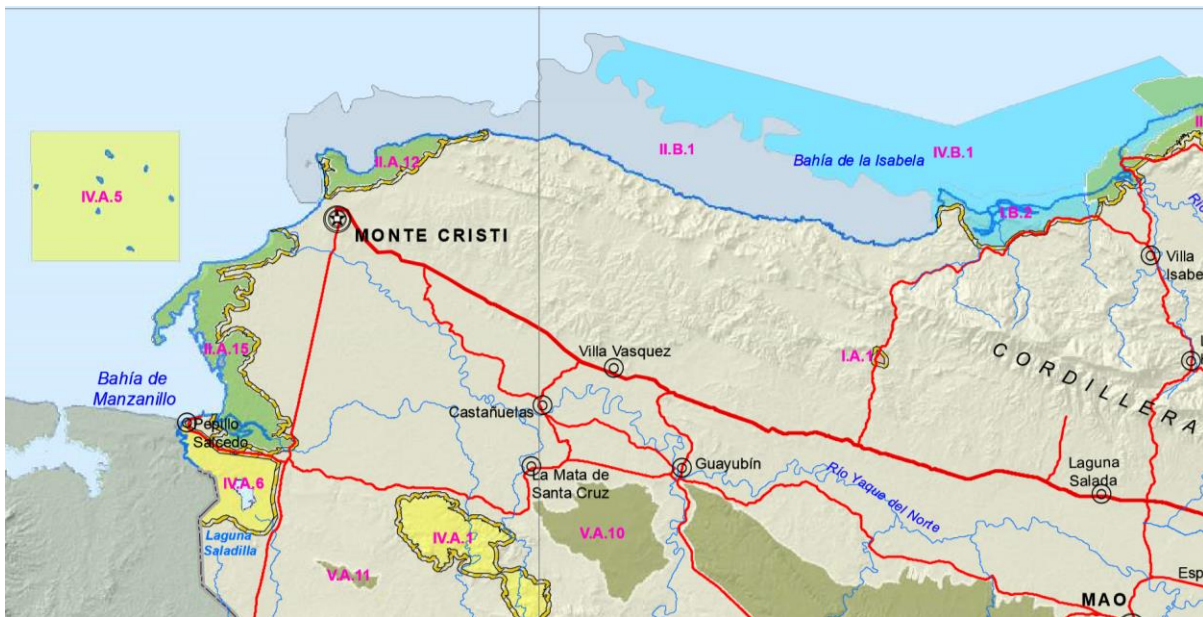 II.A.12
II.B.1
Bahía de la Isabela
IV.B.1
IV.A.5
I.B.2
MONTE CRISTI
Villa
Isabe
II.A.15
Villa Vasquez
I.A.1
CORDILLERA
Bahía de
Manzanillo
Castañuelas
Pepillo
Salcedo
La Mata de
Santa Cruz
Guayubín
Río Yaque del Norte
Laguna
Salada
IV.A.6
Laguna
Saladilla
IV.A.1
V.A.10
V.A.11
Esp
MAO